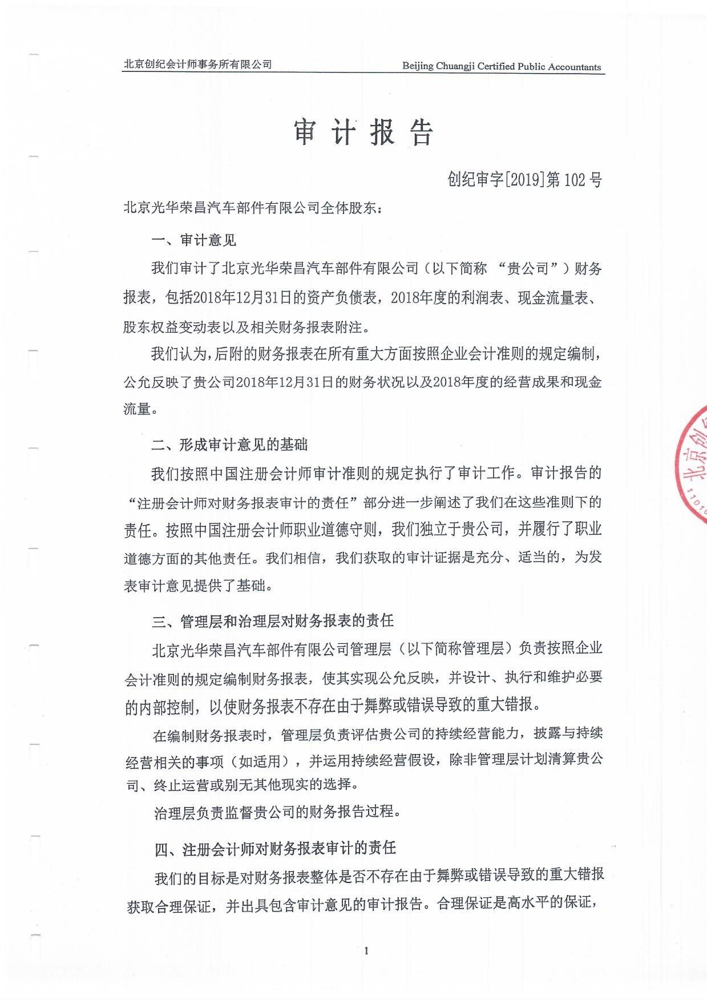 北京创纪会计师事务所有限公司 Beijing Chuangji Certified Public Accountants
审计报告
创纪审字[2019]第 102 号
北京光华荣昌汽车部件有限公司全体股东：
一、审计意见
我们审计了北京光华荣昌汽车部件有限公司（以下简称 “贵公司”）财务
报表，包括2018年12月31日的资产负债表，2018年度的利润表、现金流量表、
股东权益变动表以及相关财务报表附注。
我们认为，后附的财务报表在所有重大方面按照企业会计准则的规定编制，
公允反映了贵公司2018年12月31日的财务状况以及2018年度的经营成果和现金
流量。
二、形成审计意见的基础
我们按照中国注册会计师审计准则的规定执行了审计工作。审计报告的
“注册会计师对财务报表审计的责任”部分进一步阐述了我们在这些准则下的
责任。按照中国注册会计师职业道德守则，我们独立于贵公司，并履行了职业
道德方面的其他责任。我们相信，我们获取的审计证据是充分、适当的，为发
表审计意见提供了基础。
三、管理层和治理层对财务报表的责任
北京光华荣昌汽车部件有限公司管理层（以下简称管理层）负责按照企业
会计准则的规定编制财务报表，使其实现公允反映，并设计、执行和维护必要
的内部控制，以使财务报表不存在由于舞弊或错误导致的重大错报。
在编制财务报表时，管理层负责评估贵公司的持续经营能力，披露与持续
经营相关的事项（如适用），并运用持续经营假设，除非管理层计划清算贵公
司、终止运营或别无其他现实的选择。
治理层负责监督贵公司的财务报告过程。
四、注册会计师对财务报表审计的责任
我们的目标是对财务报表整体是否不存在由于舞弊或错误导致的重大错报
获取合理保证，并出具包含审计意见的审计报告。合理保证是高水平的保证，
1
北京创
11010